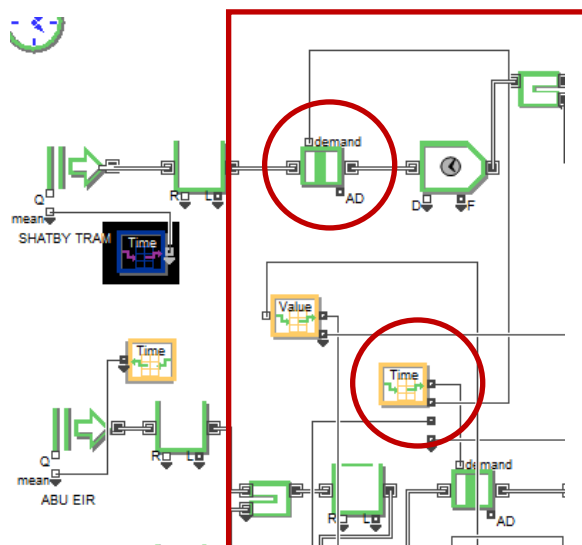 demand
Q
mean
R L
AD
D F
SHATBY TRAM
Time
Value
Time
Time
Q
mean
R L
ABU EIR
demand
R L
AD